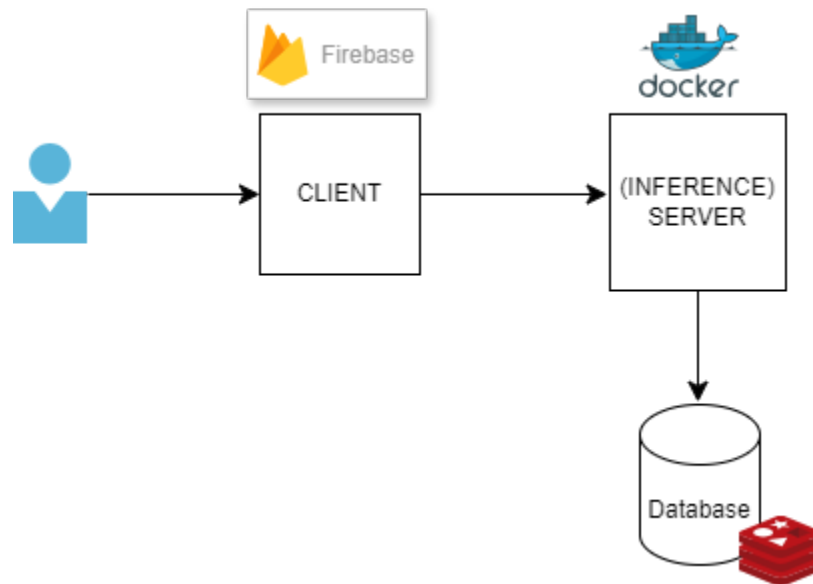 Firebase
docker
CLIENT
(INFERENCE)
SERVER
Database